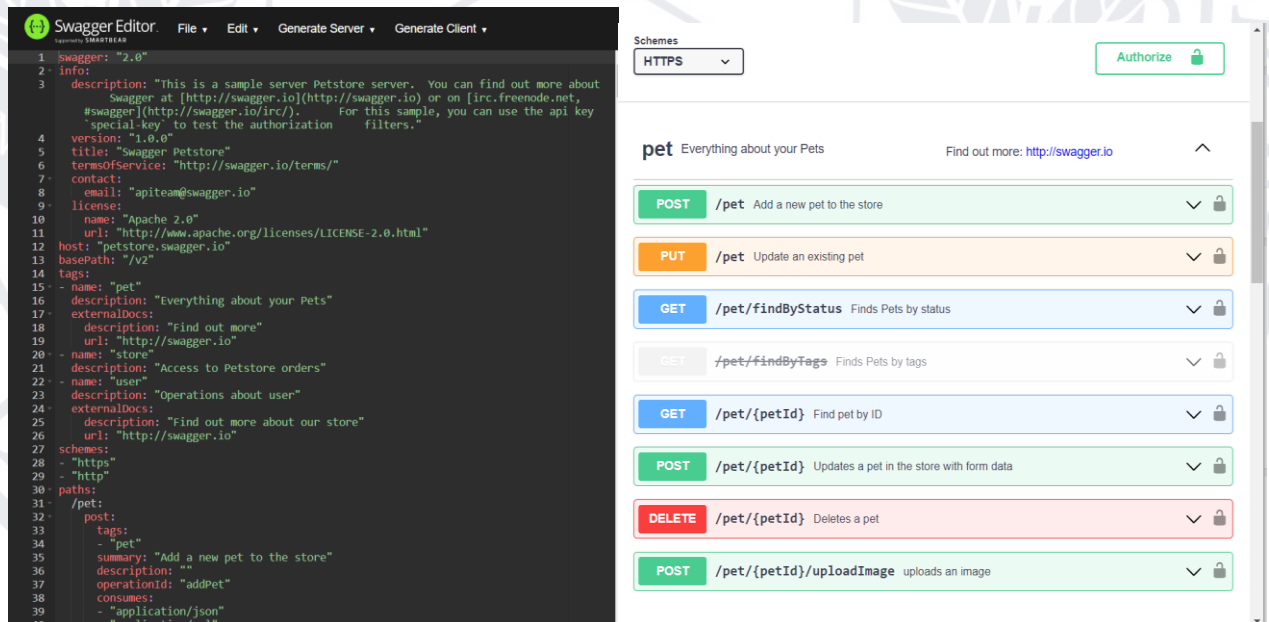 Swagger Editor.
Supported by SMARTBEAR
File Edit Generate Server Generate Client
1 swagger: "2.0"
2 info:
3 description: "This is a sample server Petstore server. You can find out more about
Swagger at [http://swagger.io](http://swagger.io) or on [irc.freenode.net,
#swagger](http://swagger.io/irc/). For this sample, you can use the api key
`special-key` to test the authorization filters."
4 version: "1.0.0"
5 title: "Swagger Petstore"
6 termsOfService: "http://swagger.io/terms/"
7 contact:
8 email: "apiteam@swagger.io"
9 license:
10 name: "Apache 2.0"
11 url: "http://www.apache.org/licenses/LICENSE-2.0.html"
12 host: "petstore.swagger.io"
13 basePath: "/v2"
14 tags:
15 - name: "pet"
16 description: "Everything about your Pets"
17 externalDocs:
18 description: "Find out more"
19 url: "http://swagger.io"
20 - name: "store"
21 description: "Access to Petstore orders"
22 - name: "user"
23 description: "Operations about user"
24 externalDocs:
25 description: "Find out more about our store"
26 url: "http://swagger.io"
27 schemes:
28 - "https"
29 - "http"
30 paths:
31 /pet:
32 post:
33 tags:
34 - "pet"
35 summary: "Add a new pet to the store"
36 description: ""
37 operationId: "addPet"
38 consumes:
39 - "application/json"
Schemes
HTTPS
Authorize
pet Everything about your Pets Find out more: http://swagger.io
POST /pet Add a new pet to the store
PUT /pet Update an existing pet
GET /pet/findByStatus Finds Pets by status
GET /pet/findByTags Finds Pets by tags
GET /pet/{petId} Find pet by ID
POST /pet/{petId} Updates a pet in the store with form data
DELETE /pet/{petId} Deletes a pet
POST /pet/{petId}/uploadImage uploads an image